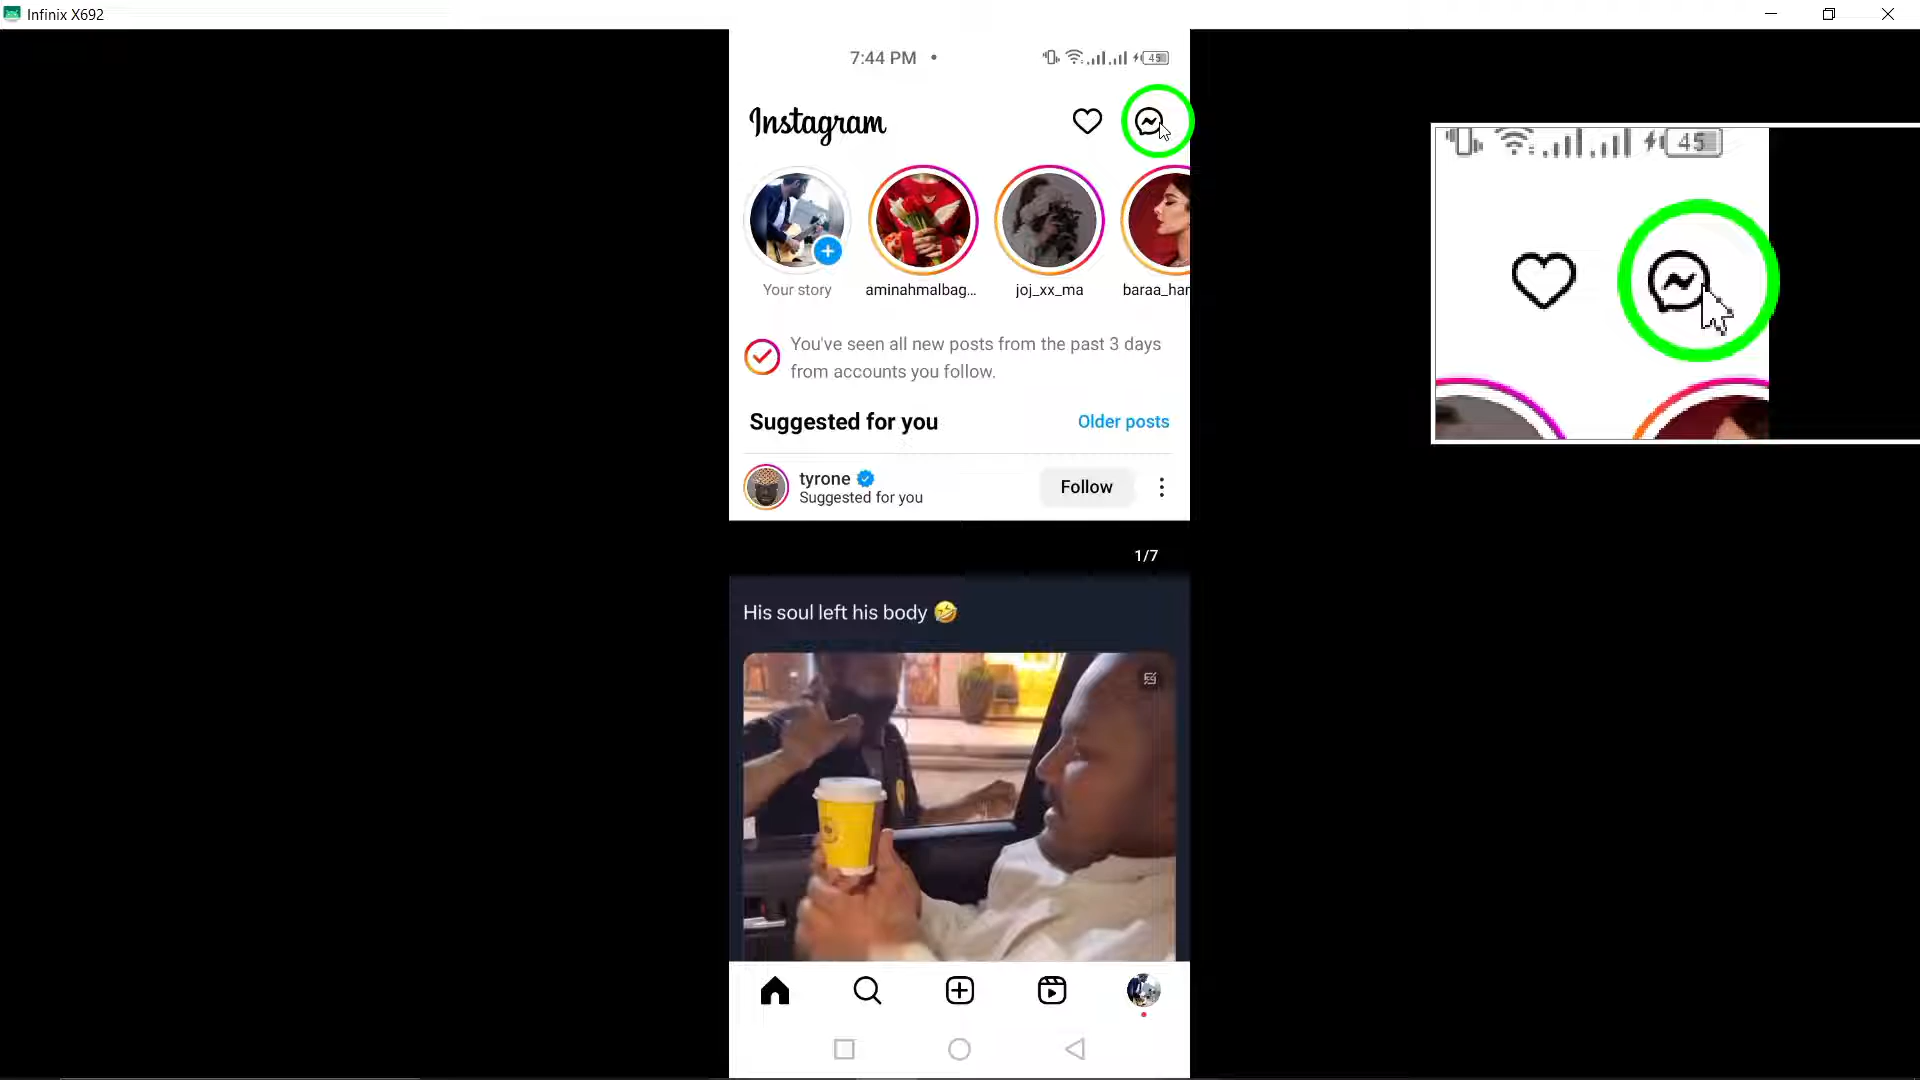 Infinix X692
7:44 PM
45
Instagram
45
Your story
aminahmalbag...
joj_xx_ma
baraa_har
You've seen all new posts from the past 3 days
from accounts you follow.
Suggested for you
Older posts
tyrone
Suggested for you
Follow
1/7
His soul left his body 🤣